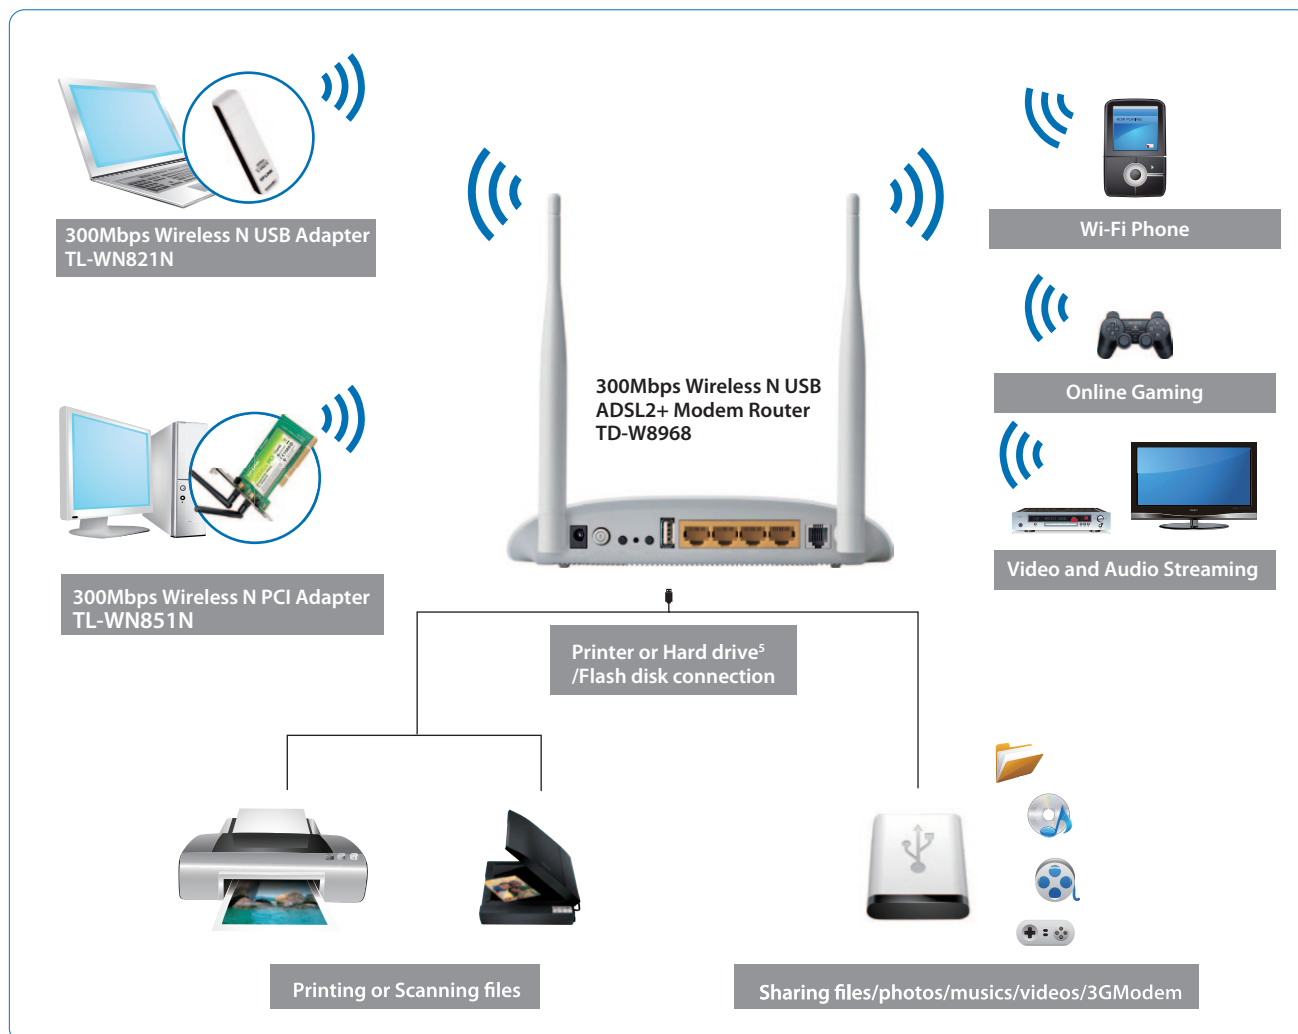 300Mbps Wireless N USB Adapter
TL-WN821N
Wi-Fi Phone
300Mbps Wireless N USB
ADSL2+ Modem Router
TD-W8968
Online Gaming
Video and Audio Streaming
300Mbps Wireless N PCI Adapter
TL-WN851N
Printer or Hard drive⁵
/Flash disk connection
Printing or Scanning files
Sharing files/photos/musics/videos/3GModem